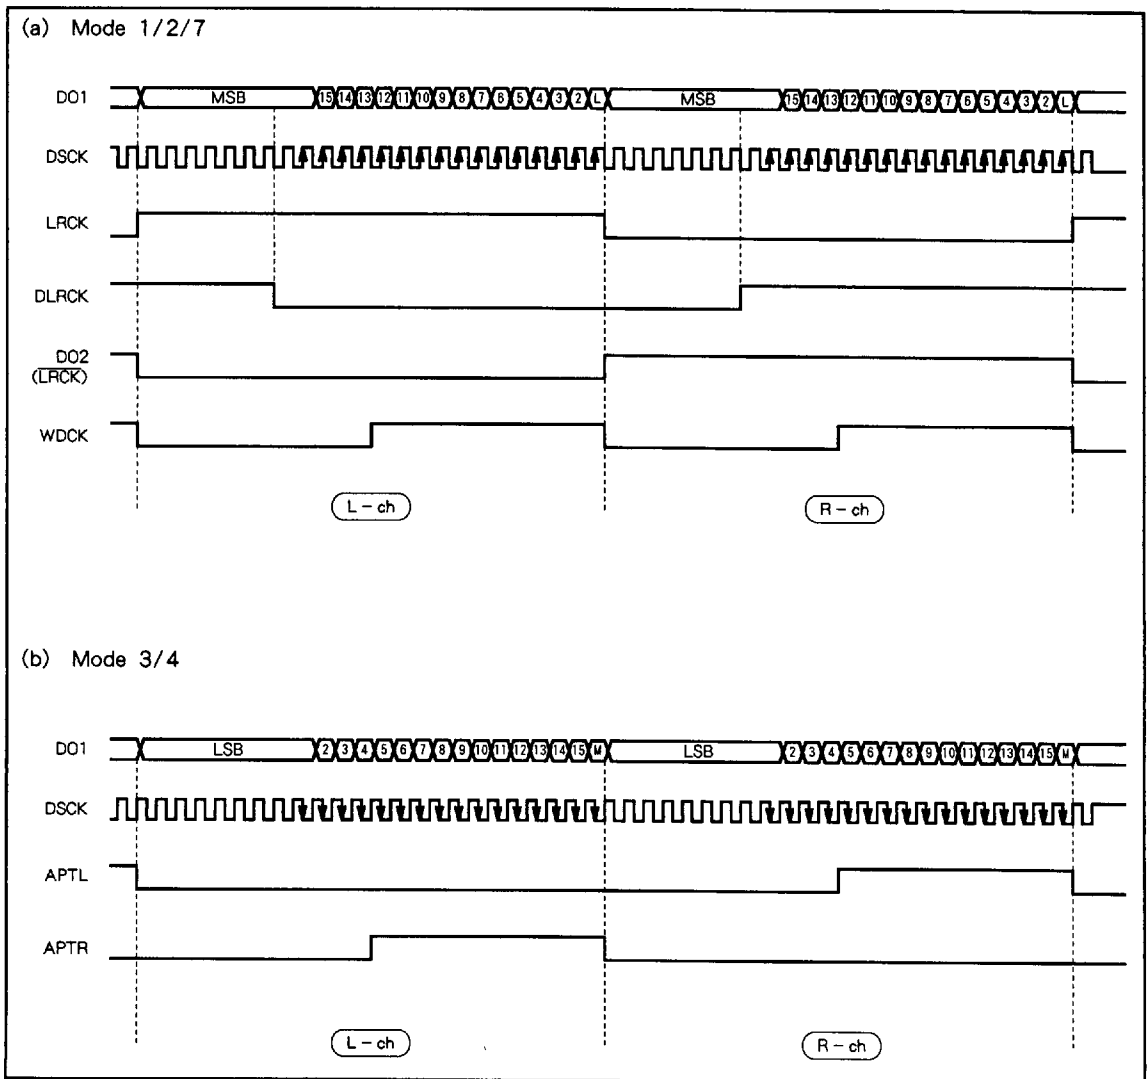 (a) Mode 1/2/7
DO1 MSB 15 14 13 12 11 10 9 8 7 6 5 4 3 2 L MSB 15 14 13 12 11 10 9 8 7 6 5 4 3 2 L
DSCK
LRCK
DLRCK
DO2
(LRCK)
WDCK
L - ch R - ch
(b) Mode 3/4
DO1 LSB 2 3 4 5 6 7 8 9 10 11 12 13 14 15 M LSB 2 3 4 5 6 7 8 9 10 11 12 13 14 15 M
DSCK
APTL
APTR
L - ch R - ch